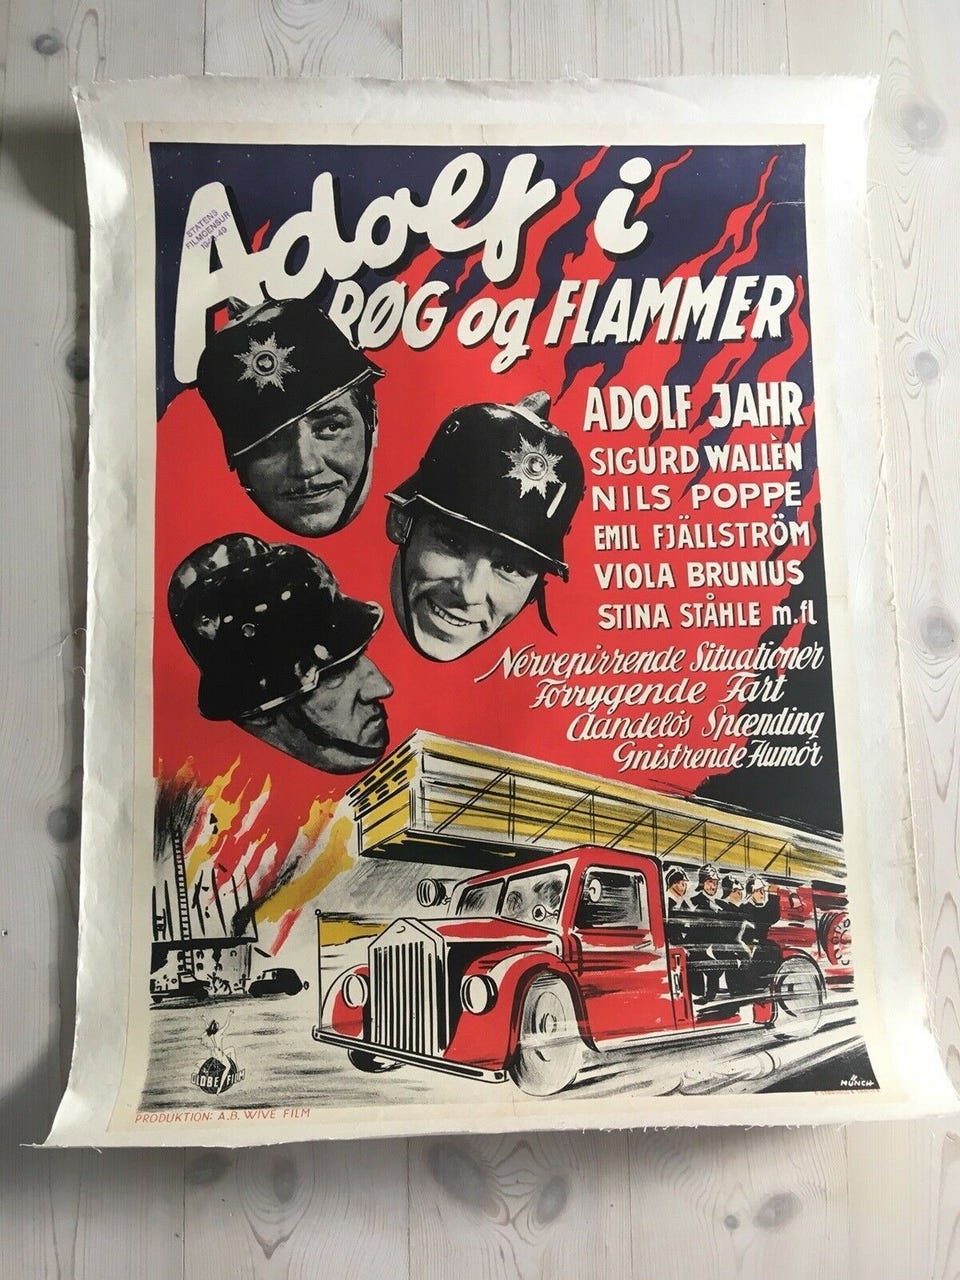 Adolf i
RØG og FLAMMER
STATENS
FILMCENSUR
ADOLF JAHR
SIGURD WALLÈN
NILS POPPE
EMIL FJÄLLSTRÖM
VIOLA BRUNIUS
STINA STÅHLE m.fl
Nervepirrende Situationer
Forrygende Fart
Aandeløs Spænding
Gnistrende Humør
GLOBE FILM
MÜNCH
PRODUKTION: A.B. WIVE FILM